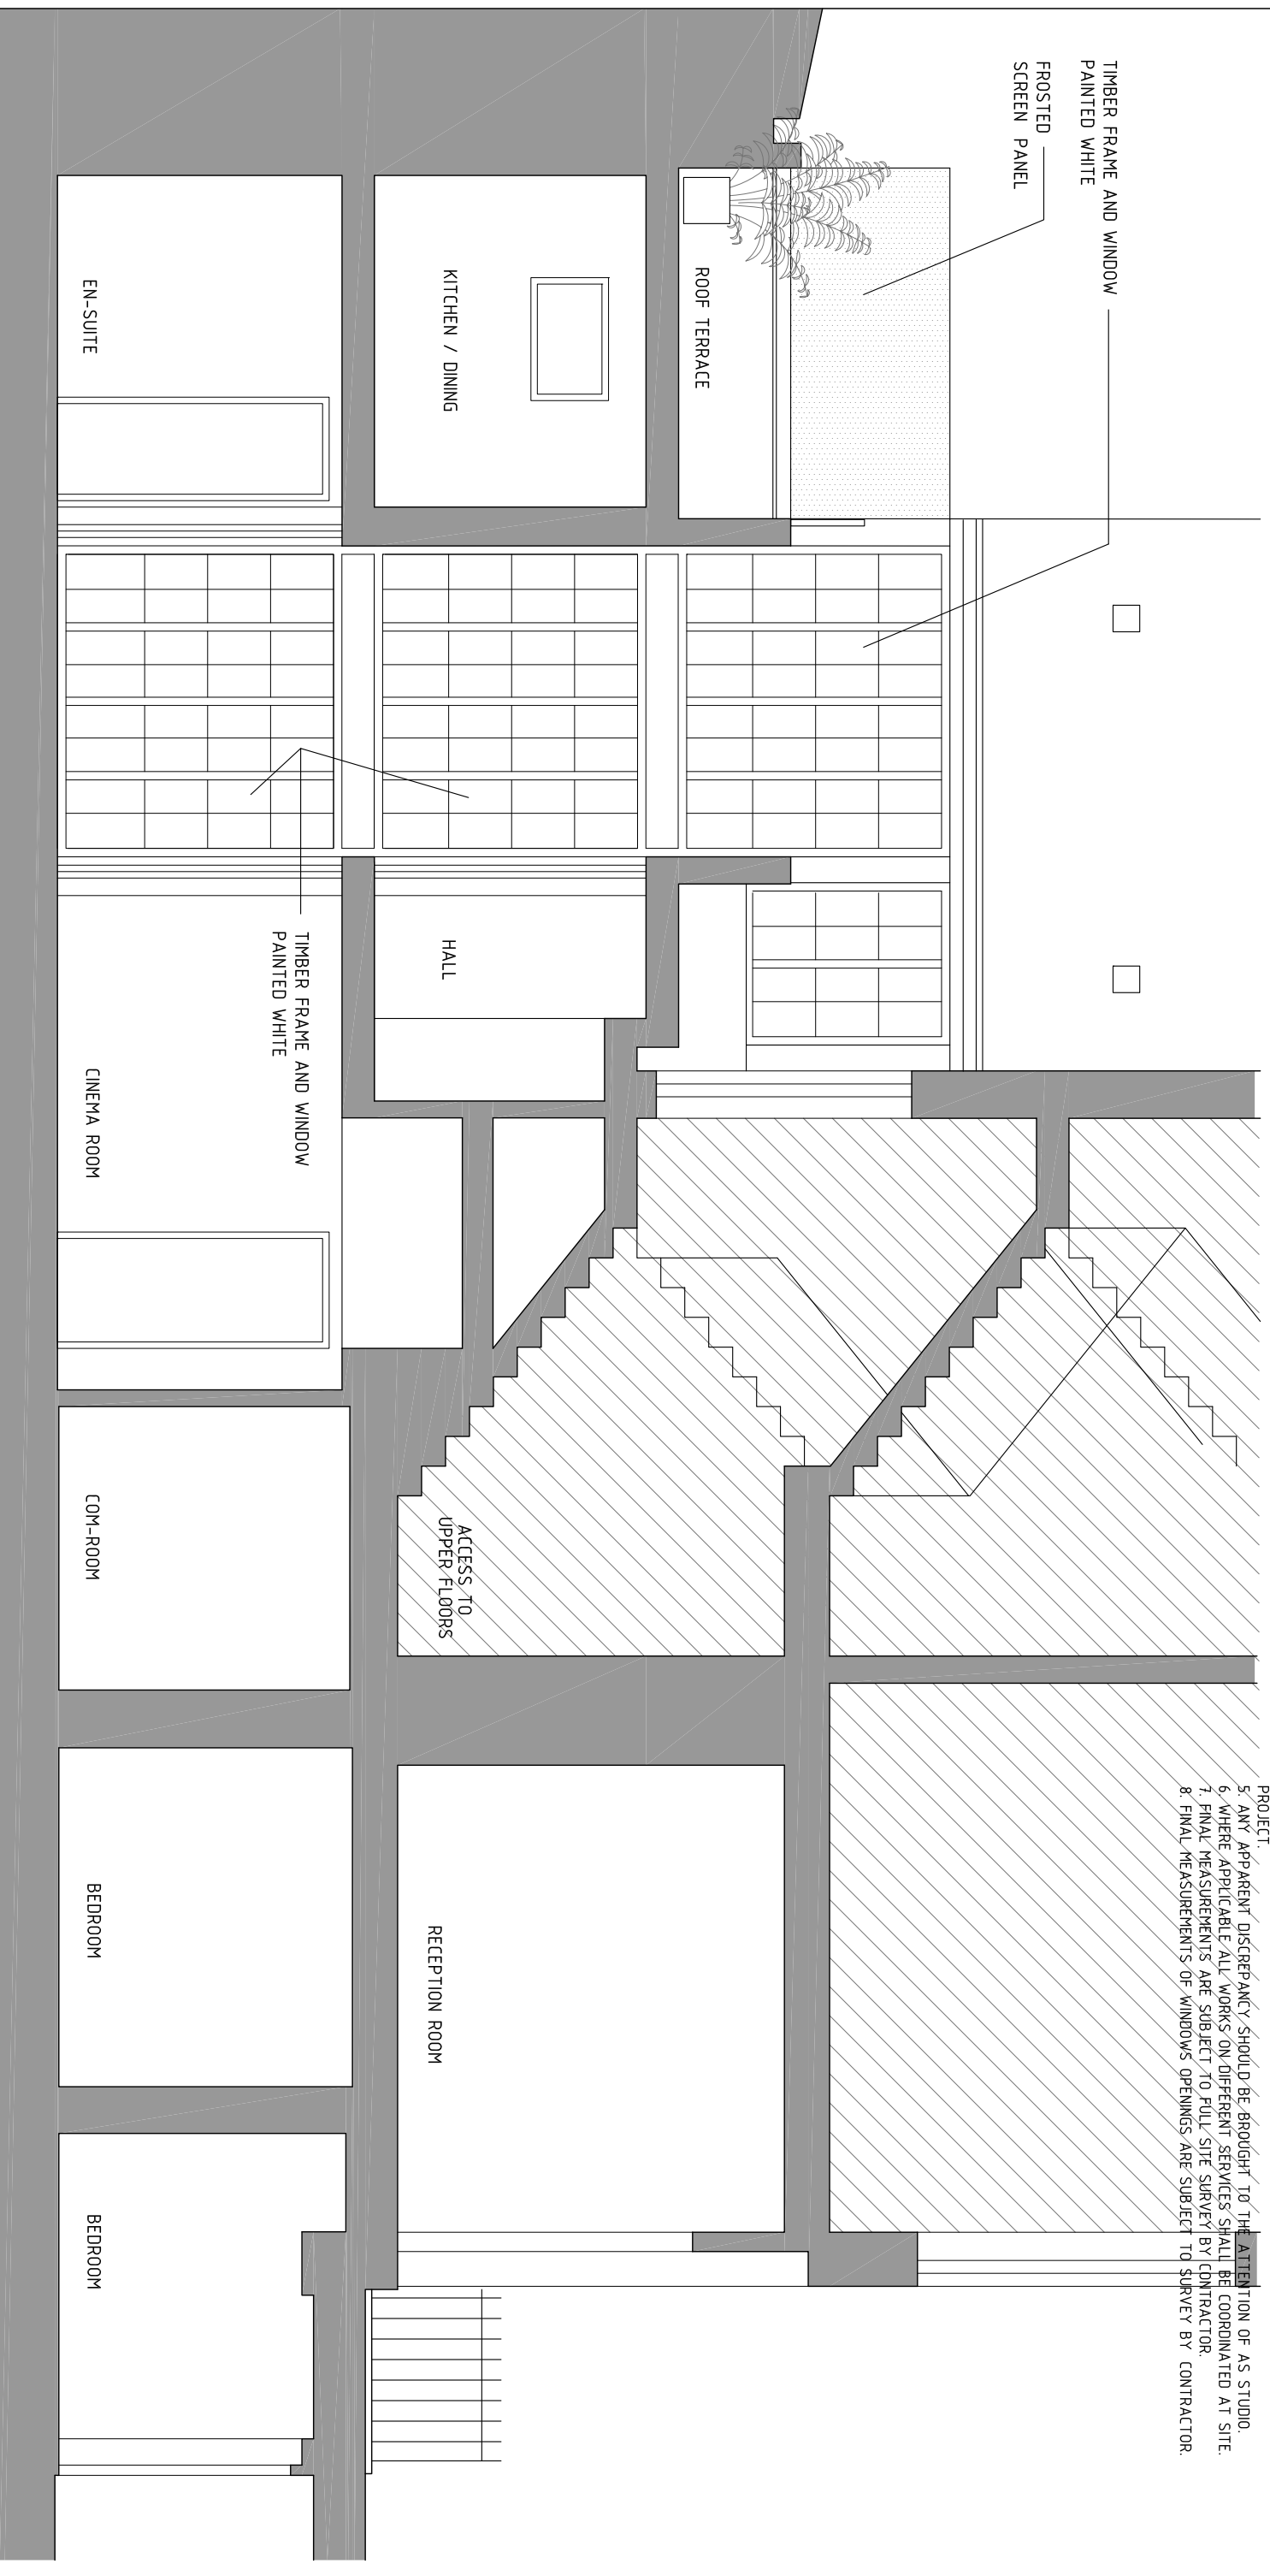 TIMBER FRAME AND WINDOW
PAINTED WHITE
FROSTED
SCREEN PANEL
PROJECT.
5. ANY APPARENT DISCREPANCY SHOULD BE BROUGHT TO THE ATTENTION OF AS STUDIO.
6. WHERE APPLICABLE ALL WORKS ON DIFFERENT SERVICES SHALL BE COORDINATED AT SITE.
7. FINAL MEASUREMENTS ARE SUBJECT TO FULL SITE SURVEY BY CONTRACTOR.
8. FINAL MEASUREMENTS OF WINDOWS OPENINGS ARE SUBJECT TO SURVEY BY CONTRACTOR.
ROOF TERRACE
KITCHEN / DINING
HALL
ACCESS TO
UPPER FLOORS
RECEPTION ROOM
TIMBER FRAME AND WINDOW
PAINTED WHITE
EN-SUITE
CINEMA ROOM
COM-ROOM
BEDROOM
BEDROOM